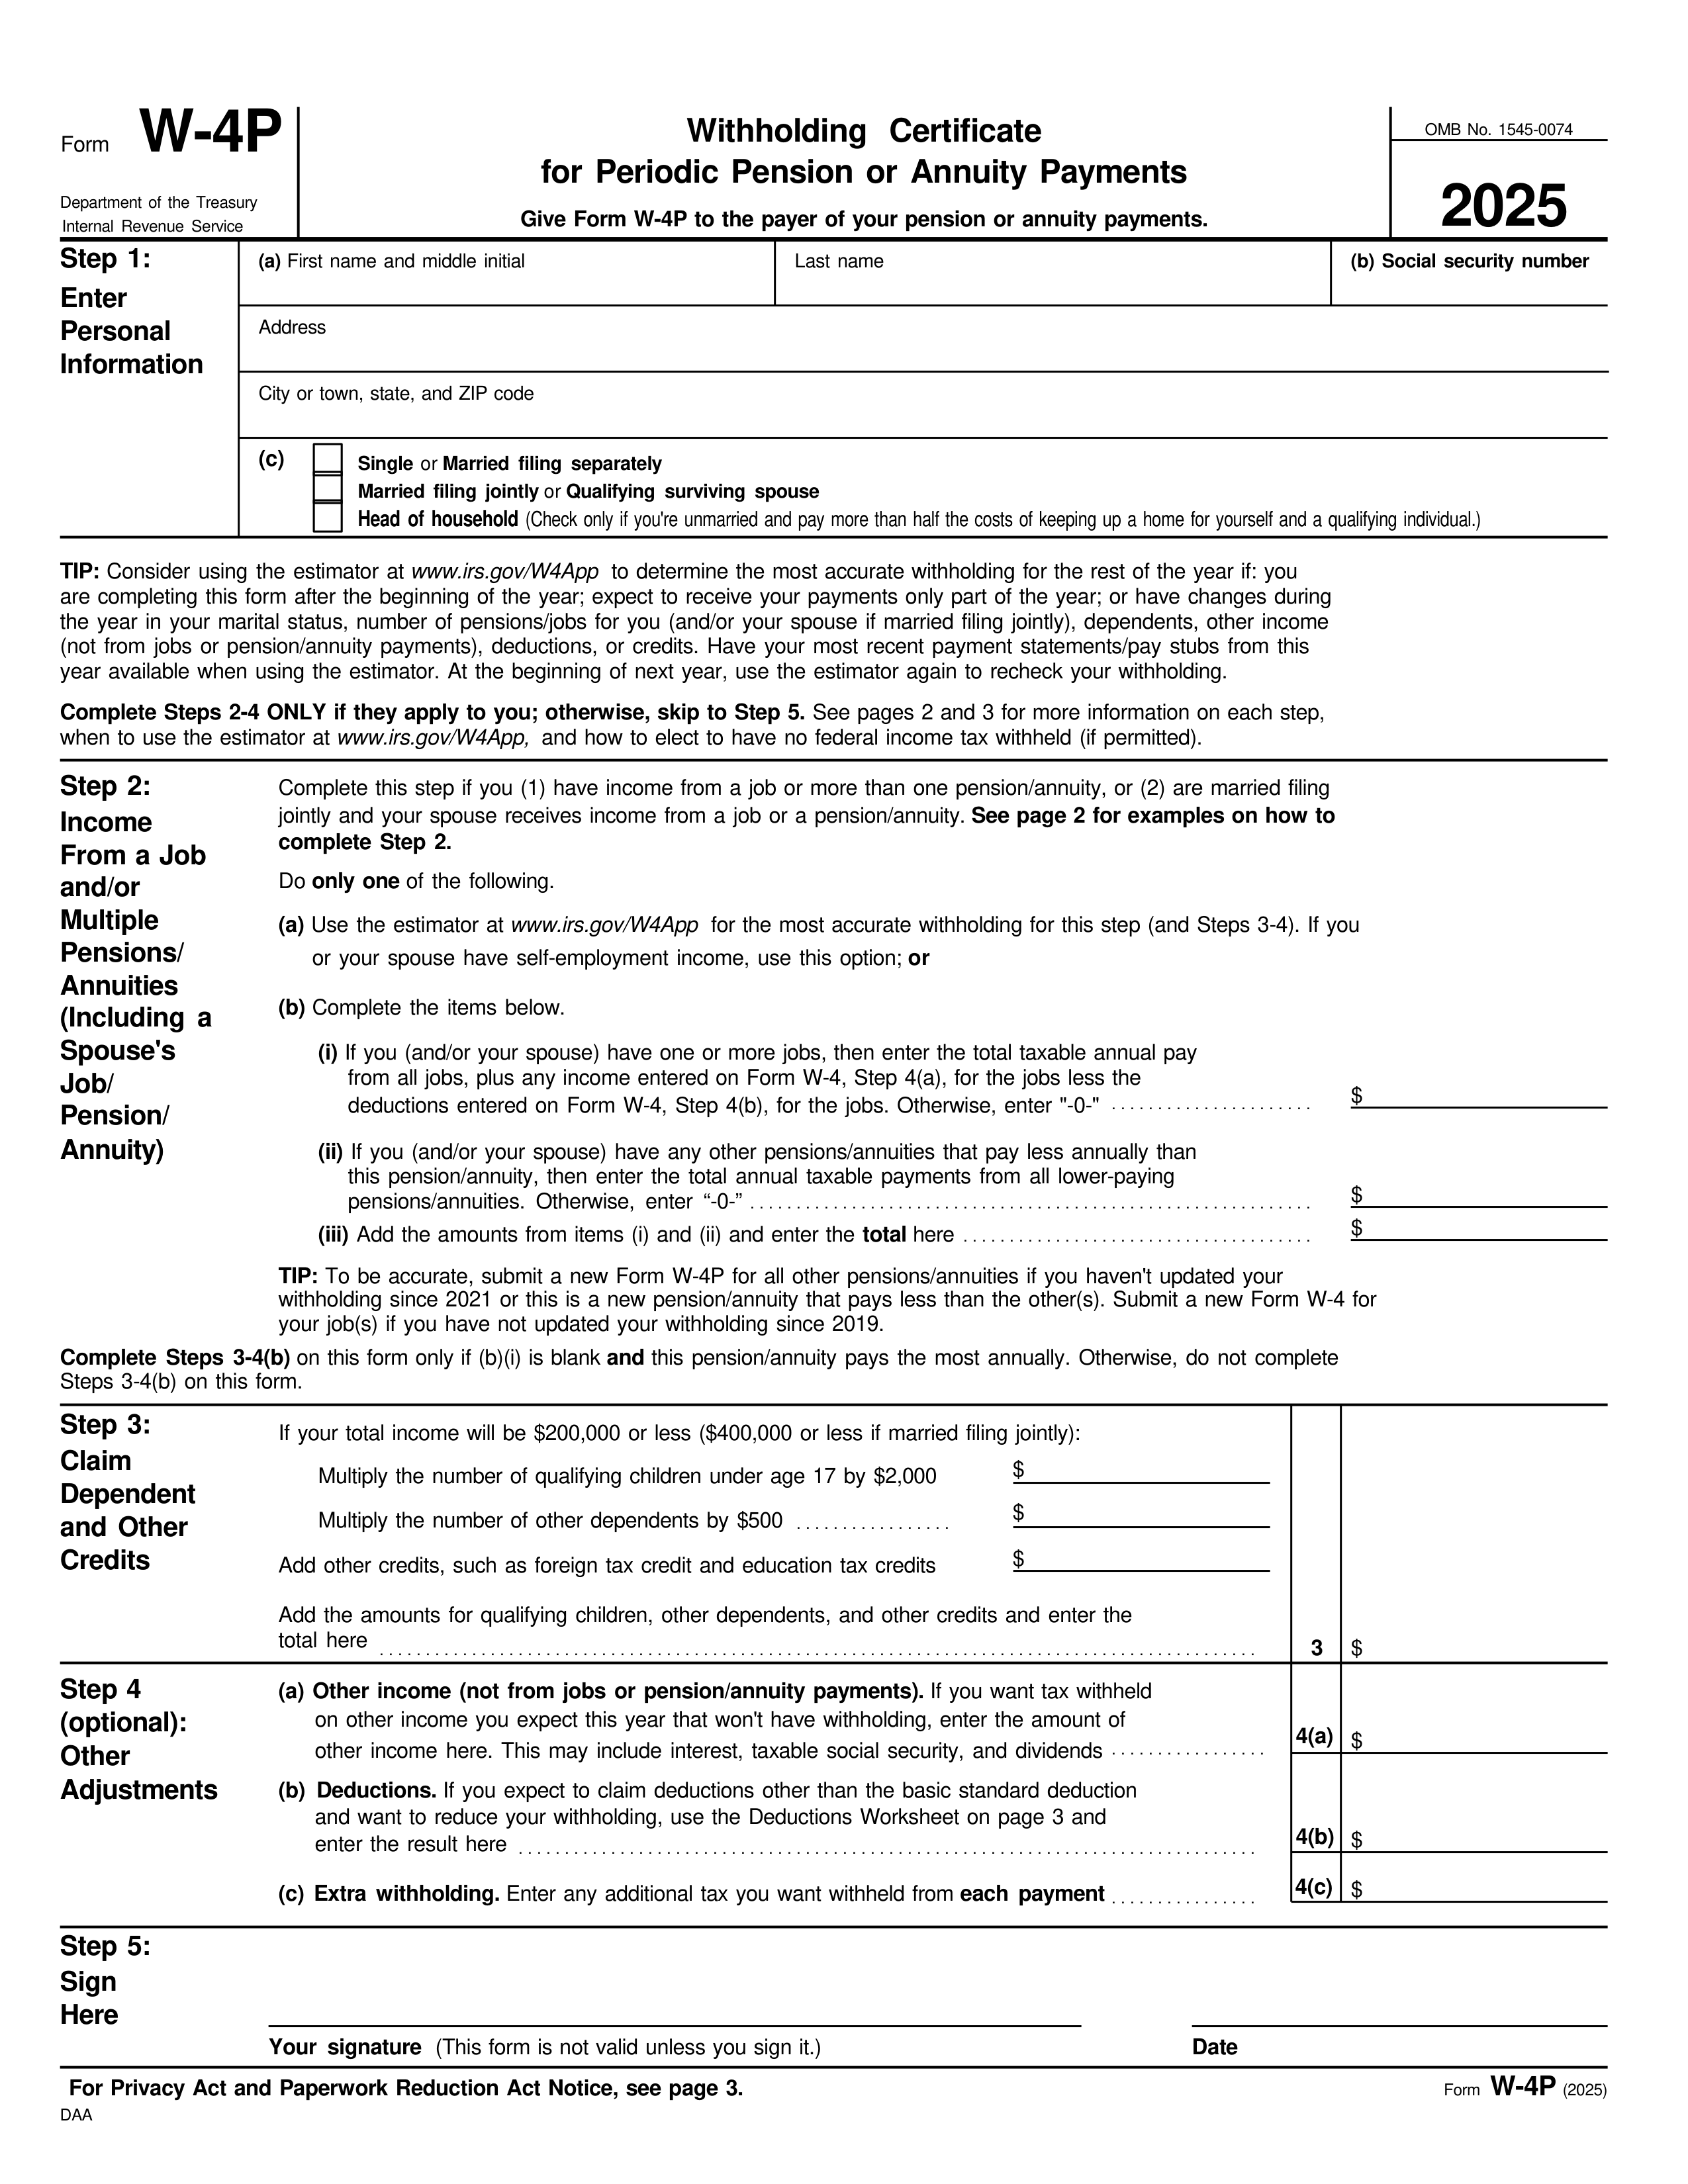 Form W-4P
Department of the Treasury
Internal Revenue Service
Withholding Certificate
for Periodic Pension or Annuity Payments
Give Form W-4P to the payer of your pension or annuity payments.
OMB No. 1545-0074
2025
Step 1:
Enter
Personal
Information
(a) First name and middle initial
Last name
(b) Social security number
Address
City or town, state, and ZIP code
(c)
Single or Married filing separately
Married filing jointly or Qualifying surviving spouse
Head of household (Check only if you're unmarried and pay more than half the costs of keeping up a home for yourself and a qualifying individual.)
TIP: Consider using the estimator at www.irs.gov/W4App to determine the most accurate withholding for the rest of the year if: you
are completing this form after the beginning of the year; expect to receive your payments only part of the year; or have changes during
the year in your marital status, number of pensions/jobs for you (and/or your spouse if married filing jointly), dependents, other income
(not from jobs or pension/annuity payments), deductions, or credits. Have your most recent payment statements/pay stubs from this
year available when using the estimator. At the beginning of next year, use the estimator again to recheck your withholding.
Complete Steps 2-4 ONLY if they apply to you; otherwise, skip to Step 5. See pages 2 and 3 for more information on each step,
when to use the estimator at www.irs.gov/W4App, and how to elect to have no federal income tax withheld (if permitted).
Step 2:
Income
From a Job
and/or
Multiple
Pensions/
Annuities
(Including a
Spouse's
Job/
Pension/
Annuity)
Complete this step if you (1) have income from a job or more than one pension/annuity, or (2) are married filing
jointly and your spouse receives income from a job or a pension/annuity. See page 2 for examples on how to
complete Step 2.
Do only one of the following.
(a) Use the estimator at www.irs.gov/W4App for the most accurate withholding for this step (and Steps 3-4). If you
or your spouse have self-employment income, use this option; or
(b) Complete the items below.
(i) If you (and/or your spouse) have one or more jobs, then enter the total taxable annual pay
from all jobs, plus any income entered on Form W-4, Step 4(a), for the jobs less the
deductions entered on Form W-4, Step 4(b), for the jobs. Otherwise, enter "-0-" ...................... $
(ii) If you (and/or your spouse) have any other pensions/annuities that pay less annually than
this pension/annuity, then enter the total annual taxable payments from all lower-paying
pensions/annuities. Otherwise, enter “-0-” ............................................................. $
(iii) Add the amounts from items (i) and (ii) and enter the total here ...................................... $
TIP: To be accurate, submit a new Form W-4P for all other pensions/annuities if you haven't updated your
withholding since 2021 or this is a new pension/annuity that pays less than the other(s). Submit a new Form W-4 for
your job(s) if you have not updated your withholding since 2019.
Complete Steps 3-4(b) on this form only if (b)(i) is blank and this pension/annuity pays the most annually. Otherwise, do not complete
Steps 3-4(b) on this form.
Step 3:
Claim
Dependent
and Other
Credits
If your total income will be $200,000 or less ($400,000 or less if married filing jointly):
Multiply the number of qualifying children under age 17 by $2,000 $
Multiply the number of other dependents by $500 ................. $
Add other credits, such as foreign tax credit and education tax credits $
Add the amounts for qualifying children, other dependents, and other credits and enter the
total here ............................................................................................... 3 $
Step 4
(optional):
Other
Adjustments
(a) Other income (not from jobs or pension/annuity payments). If you want tax withheld
on other income you expect this year that won't have withholding, enter the amount of
other income here. This may include interest, taxable social security, and dividends ................. 4(a) $
(b) Deductions. If you expect to claim deductions other than the basic standard deduction
and want to reduce your withholding, use the Deductions Worksheet on page 3 and
enter the result here ................................................................................ 4(b) $
(c) Extra withholding. Enter any additional tax you want withheld from each payment ................ 4(c) $
Step 5:
Sign
Here
Your signature (This form is not valid unless you sign it.)
Date
For Privacy Act and Paperwork Reduction Act Notice, see page 3.
Form W-4P (2025)
DAA